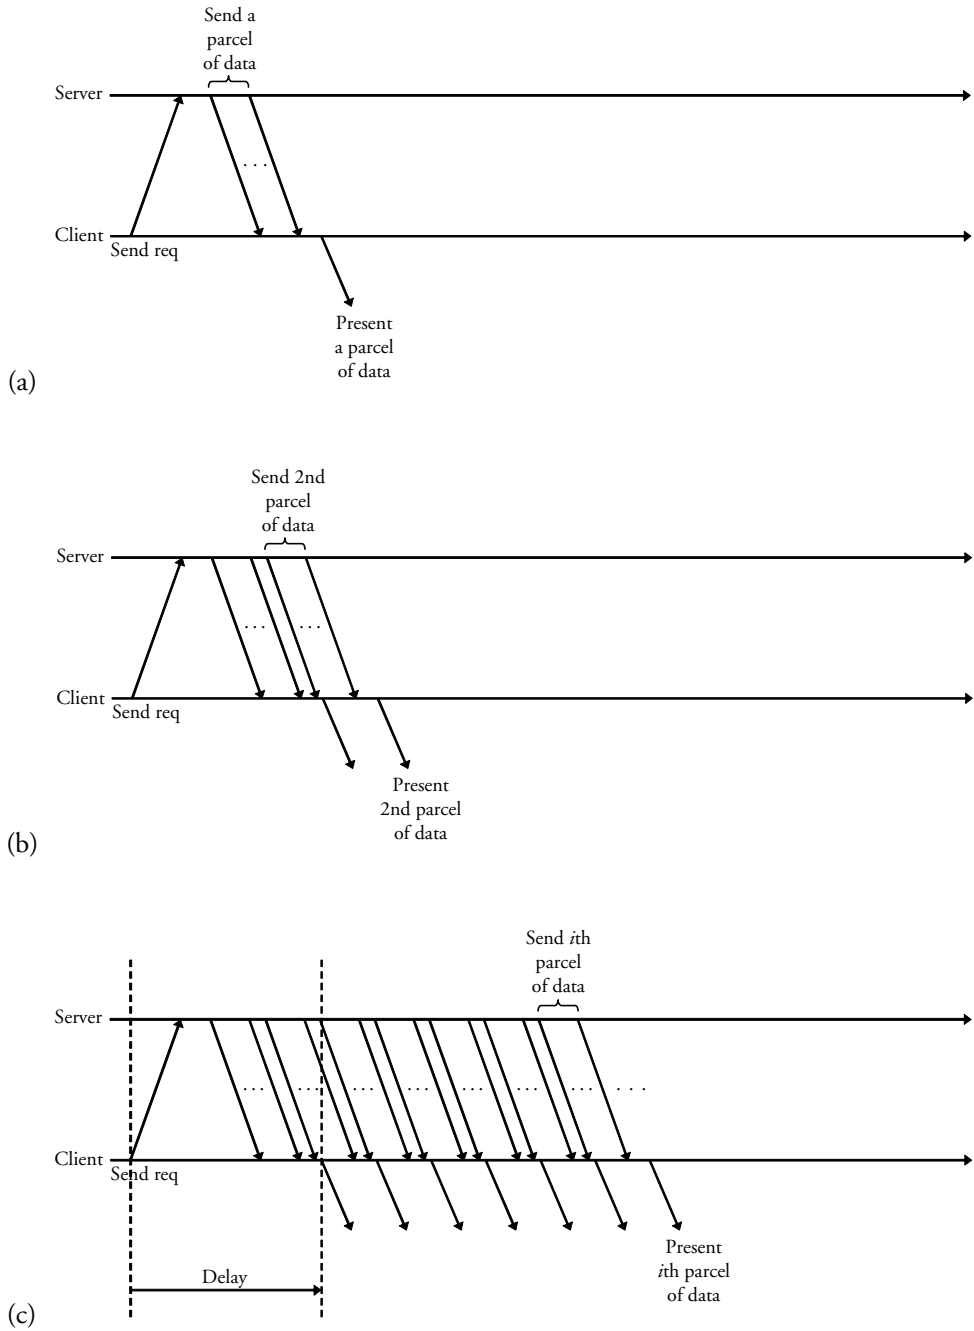 Send a
parcel
of data
Server
...
Client
Send req
Present
a parcel
of data
(a)
Send 2nd
parcel
of data
Server
... ...
Client
Send req
Present
2nd parcel
of data
(b)
Send ith
parcel
of data
Server
... ... ... ... ... ... ... ...
Client
Send req
Present
ith parcel
of data
Delay
(c)